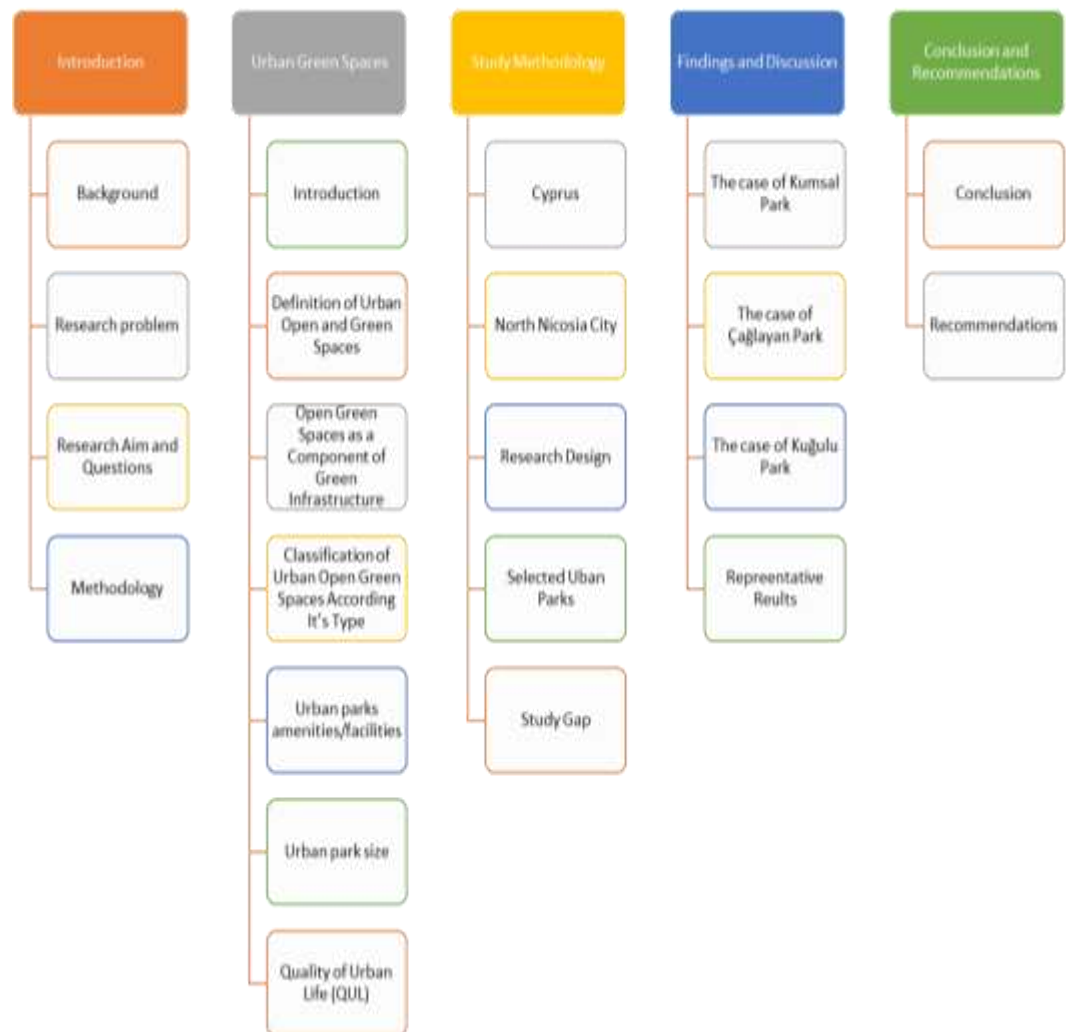 Introduction
Background
Research problem
Research Aim and
Questions
Methodology
Urban Green Spaces
Introduction
Definition of Urban
Open and Green
Spaces
Open Green
Spaces as a
Component of
Green
Infrastructure
Classification of
Urban Open Green
Spaces According
It's Type
Urban parks
amenities/facilities
Urban park size
Quality of Urban
Life (QUL)
Study Methodology
Cyprus
North Nicosia City
Research Design
Selected Uban
Parks
Study Gap
Findings and Discussion
The case of Kumsal
Park
The case of
Çağlayan Park
The case of Kuğulu
Park
Repreentative
Reults
Conclusion and
Recommendations
Conclusion
Recommendations